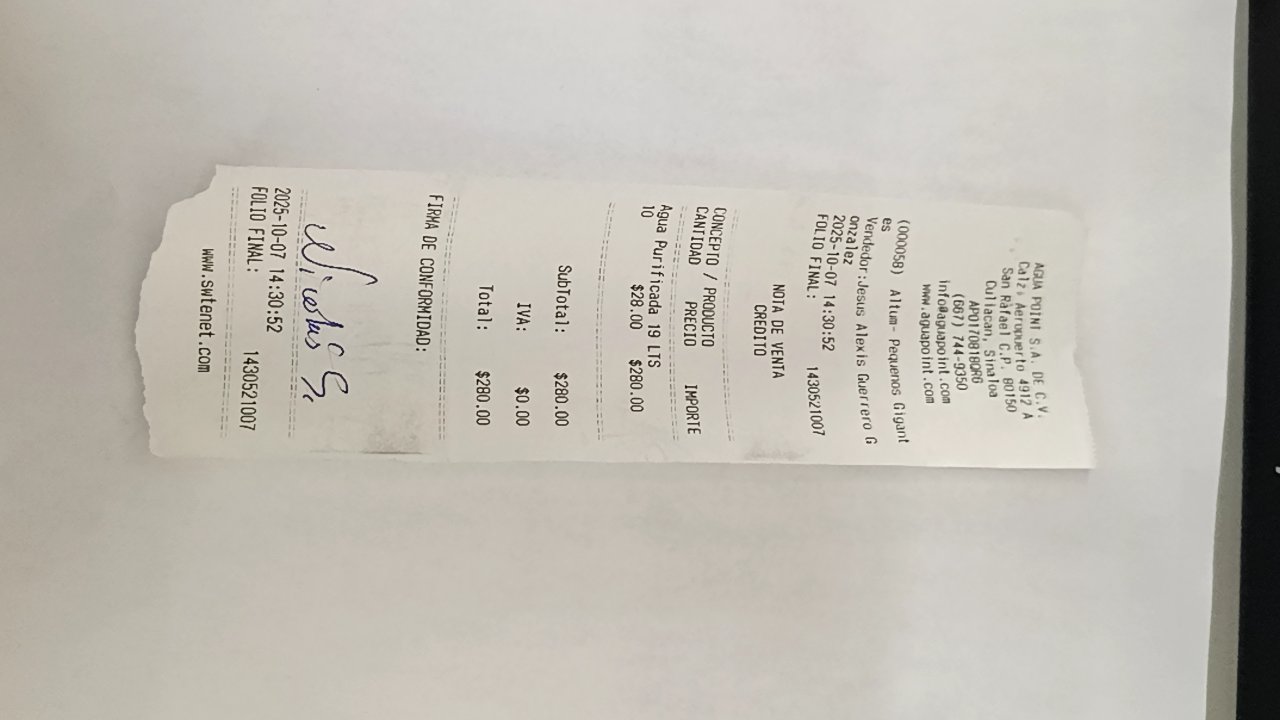 AGUA POINT S.A. DE C.V.
Calz. Aeropuerto 4912 A
San Rafael C.P. 80150
Culiacan, Sinaloa
APO170818QR6
(667) 744-9350
info@aguapoint.com
www.aguapoint.com
(000058) Altum- Pequenos Gigant
es
Vendedor:Jesus Alexis Guerrero G
onzalez
2025-10-07 14:30:52
FOLIO FINAL: 1430521007
NOTA DE VENTA
CREDITO
CONCEPTO / PRODUCTO
CANTIDAD PRECIO IMPORTE
Agua Purificada 19 LTS
10 $28.00 $280.00
SubTotal: $280.00
IVA: $0.00
Total: $280.00
FIRMA DE CONFORMIDAD:
Nicolas S.
2025-10-07 14:30:52
FOLIO FINAL: 1430521007
www.swtenet.com